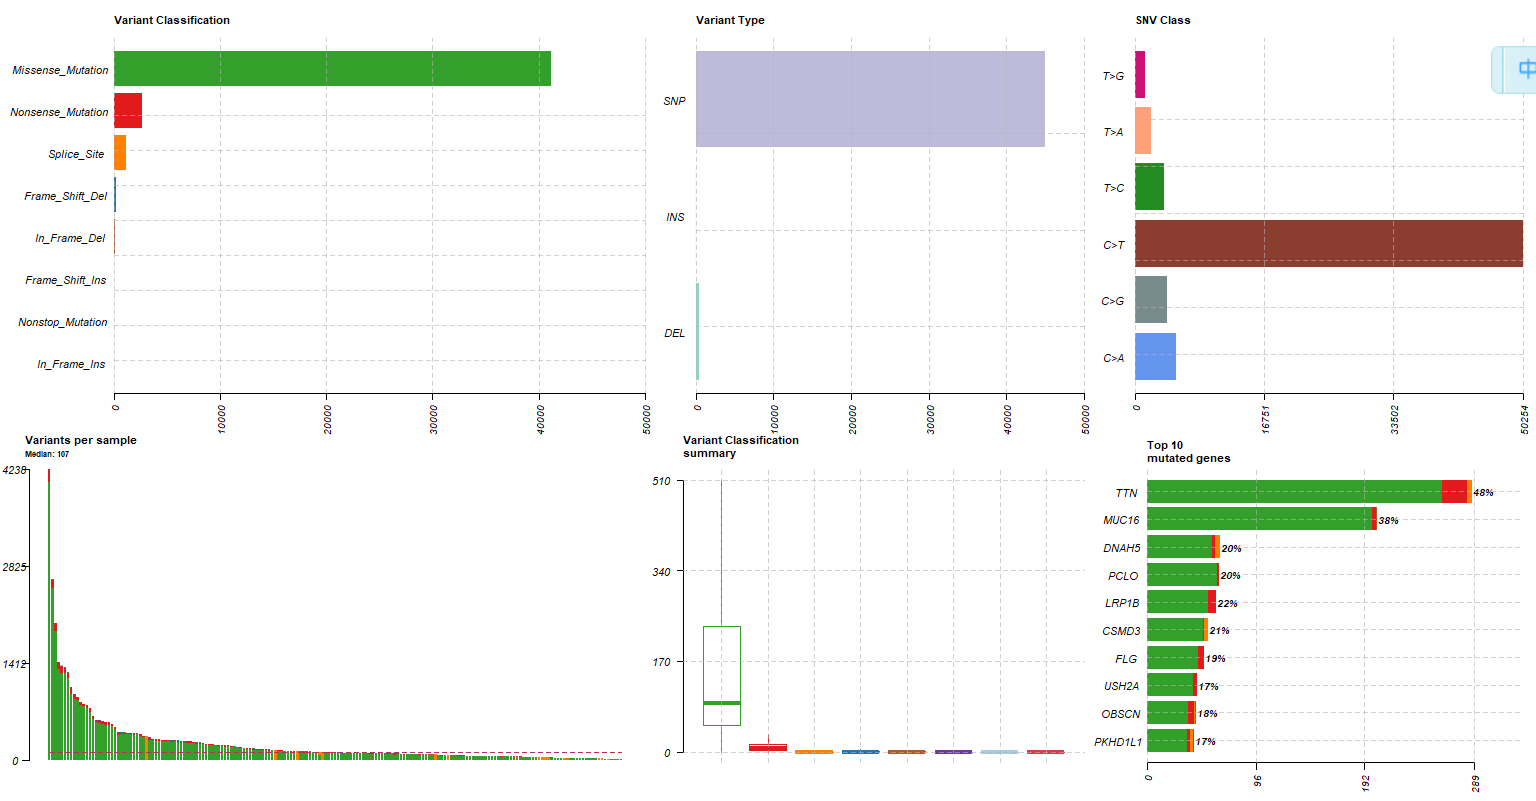 Variant Classification
Missense_Mutation
Nonsense_Mutation
Splice_Site
Frame_Shift_Del
In_Frame_Del
Frame_Shift_Ins
Nonstop_Mutation
In_Frame_Ins
0
10000
20000
30000
40000
50000
Variant Type
SNP
INS
DEL
0
10000
20000
30000
40000
50000
SNV Class
T>G
T>A
T>C
C>T
C>G
C>A
0
16751
33502
50254
中
Variants per sample
Median: 107
4238
2825
1412
0
Variant Classification
summary
510
340
170
0
Top 10
mutated genes
TTN 48%
MUC16 38%
DNAH5 20%
PCLO 20%
LRP1B 22%
CSMD3 21%
FLG 19%
USH2A 17%
OBSCN 18%
PKHD1L1 17%
0
96
192
289